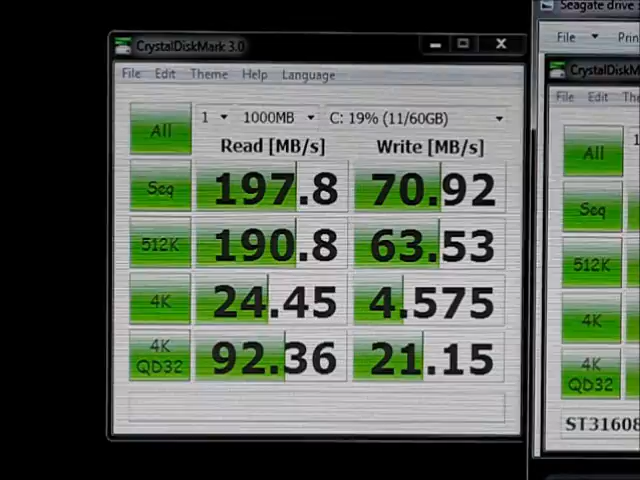 CrystalDiskMark 3.0
File Edit Theme Help Language
All 1 1000MB C: 19% (11/60GB)
Read [MB/s] Write [MB/s]
Seq 197.8 70.92
512K 190.8 63.53
4K 24.45 4.575
4K QD32 92.36 21.15
Seagate drive
File
CrystalDiskM
File Edit
All
Seq
512K
4K
4K
QD32
ST31608